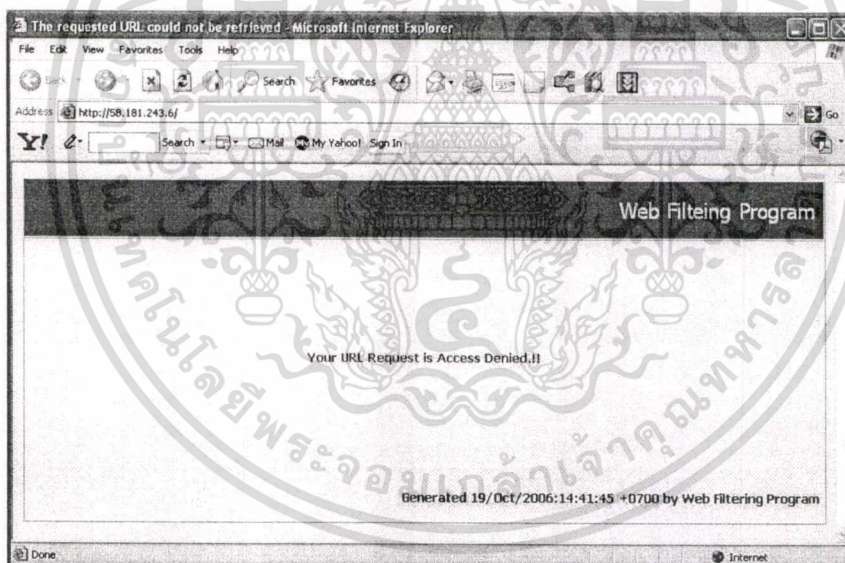 The requested URL could not be retrieved - Microsoft Internet Explorer
File Edit View Favorites Tools Help
Back Search Favorites
Address http://58.181.243.6/ Go
Y! Search Mail My Yahoo! Sign In
Web Filteing Program
Your URL Request is Access Denied.!!
Generated 19/Oct/2006:14:41:45 +0700 by Web Filtering Program
Done Internet